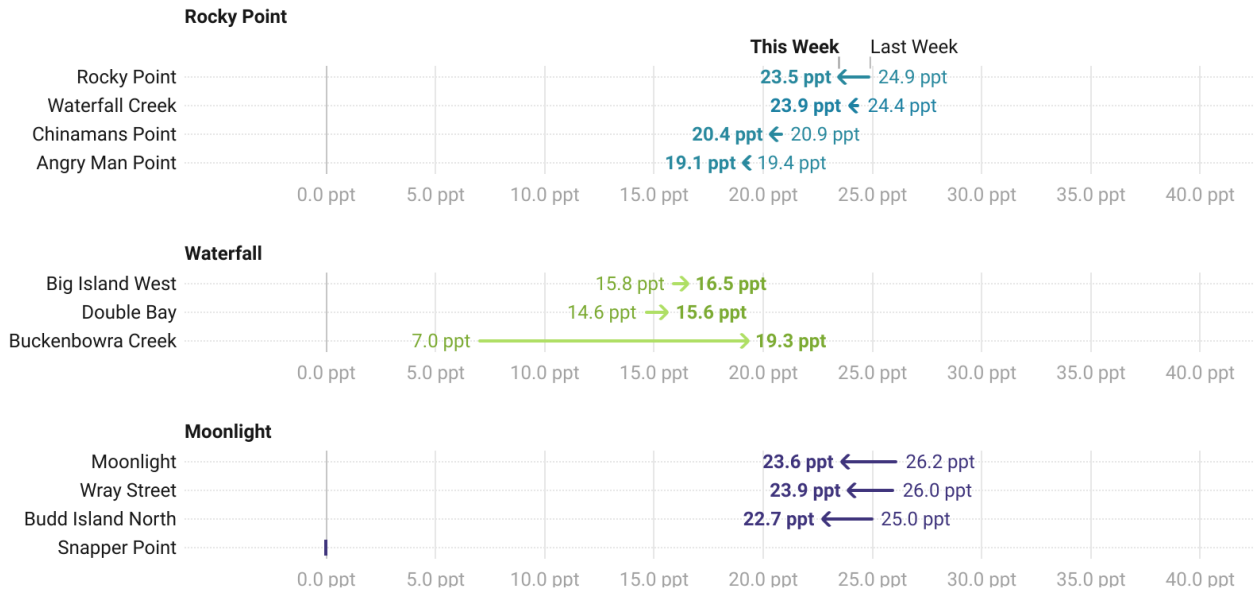 Rocky Point
This Week Last Week
Rocky Point 23.5 ppt 24.9 ppt
Waterfall Creek 23.9 ppt 24.4 ppt
Chinamans Point 20.4 ppt 20.9 ppt
Angry Man Point 19.1 ppt 19.4 ppt
0.0 ppt 5.0 ppt 10.0 ppt 15.0 ppt 20.0 ppt 25.0 ppt 30.0 ppt 35.0 ppt 40.0 ppt
Waterfall
Big Island West 15.8 ppt 16.5 ppt
Double Bay 14.6 ppt 15.6 ppt
Buckenbowra Creek 7.0 ppt 19.3 ppt
0.0 ppt 5.0 ppt 10.0 ppt 15.0 ppt 20.0 ppt 25.0 ppt 30.0 ppt 35.0 ppt 40.0 ppt
Moonlight
Moonlight 23.6 ppt 26.2 ppt
Wray Street 23.9 ppt 26.0 ppt
Budd Island North 22.7 ppt 25.0 ppt
Snapper Point
0.0 ppt 5.0 ppt 10.0 ppt 15.0 ppt 20.0 ppt 25.0 ppt 30.0 ppt 35.0 ppt 40.0 ppt